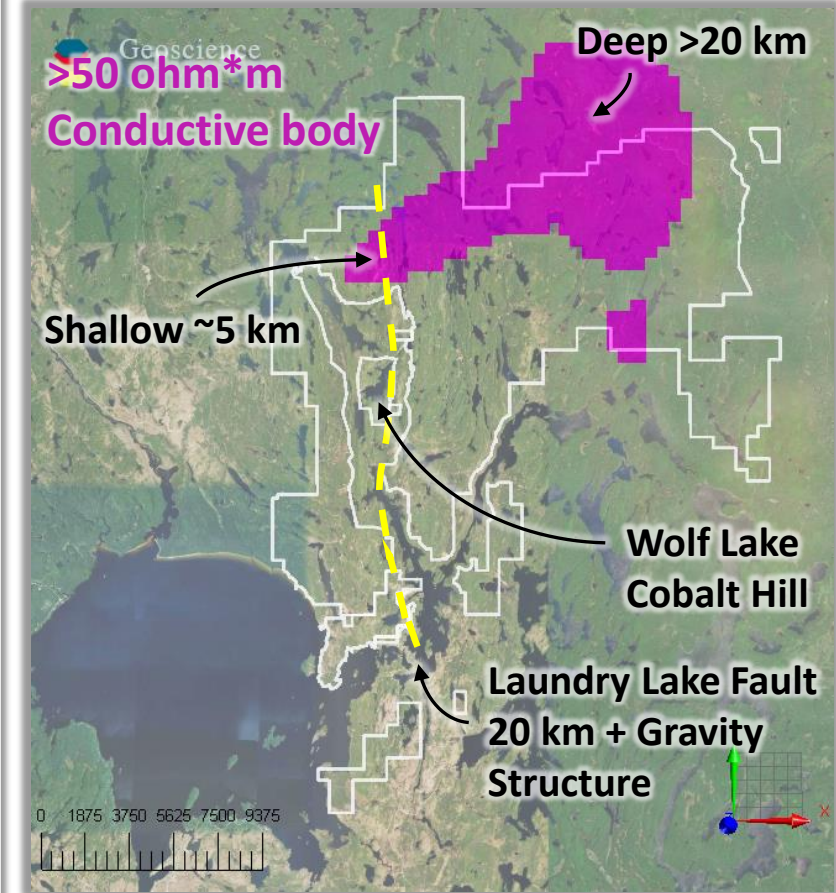 Geoscience
>50 ohm*m
Conductive body
Deep >20 km
Shallow ~5 km
Wolf Lake
Cobalt Hill
Laundry Lake Fault
20 km + Gravity
Structure
0 1875 3750 5625 7500 9375
X